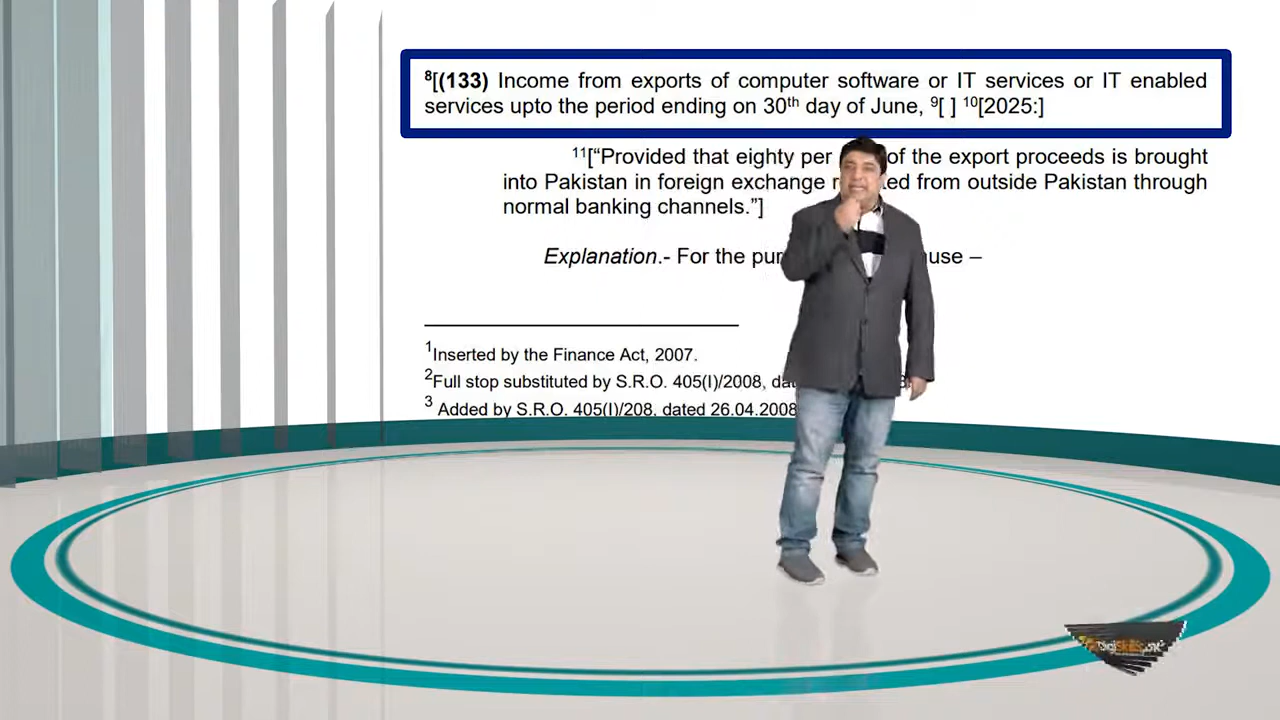 ⁸[(133) Income from exports of computer software or IT services or IT enabled
services upto the period ending on 30th day of June, ⁹[ ] ¹⁰[2025:]
¹¹[“Provided that eighty per of the export proceeds is brought
into Pakistan in foreign exchange from outside Pakistan through
normal banking channels.”]
Explanation.- For the –
¹Inserted by the Finance Act, 2007.
²Full stop substituted by S.R.O. 405(I)/2008,
³ Added by S.R.O. 405(I)/208, dated 26.04.2008